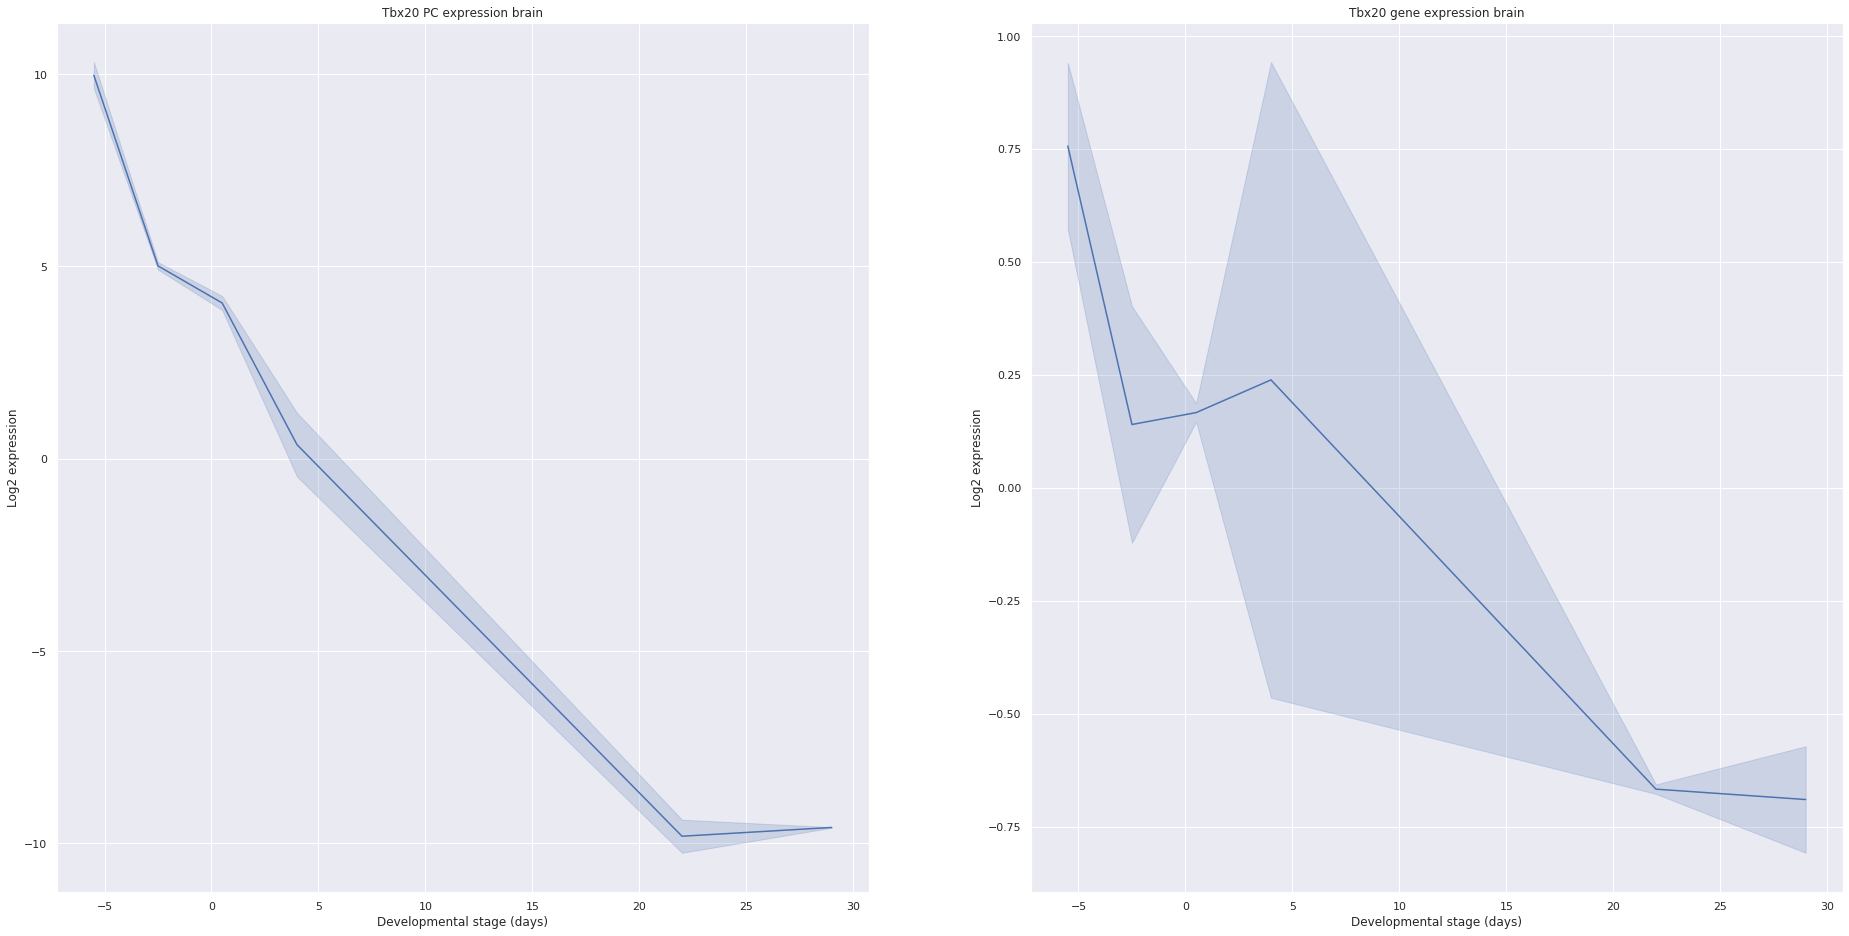 Tbx20 PC expression brain
10
5
0
−5
−10
Log2 expression
−5 0 5 10 15 20 25 30
Developmental stage (days)
Tbx20 gene expression brain
1.00
0.75
0.50
0.25
0.00
−0.25
−0.50
−0.75
Log2 expression
−5 0 5 10 15 20 25 30
Developmental stage (days)